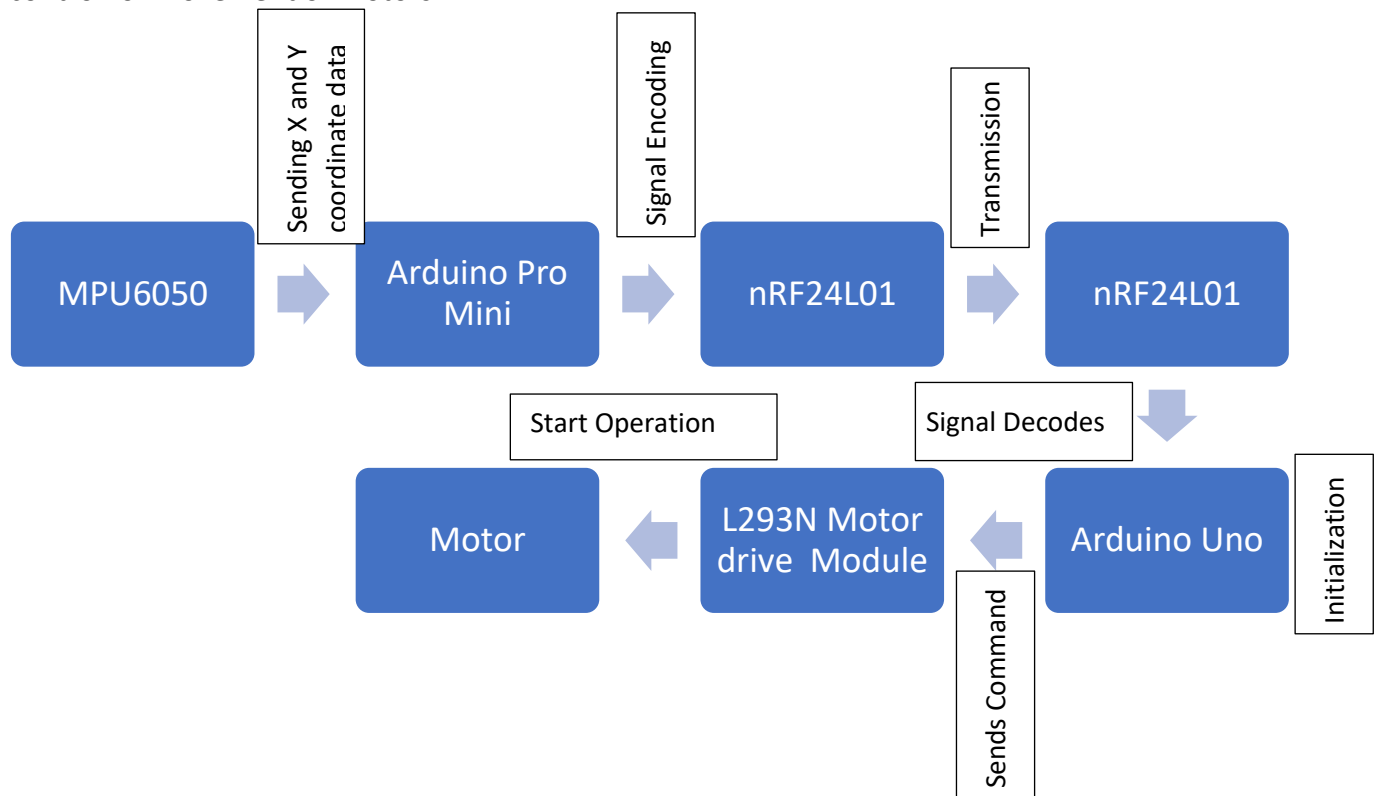 Sending X and Y
coordinate data
Signal Encoding
Transmission
MPU6050
Arduino Pro
Mini
nRF24L01
nRF24L01
Start Operation
Signal Decodes
Motor
L293N Motor
drive Module
Arduino Uno
Initialization
Sends Command